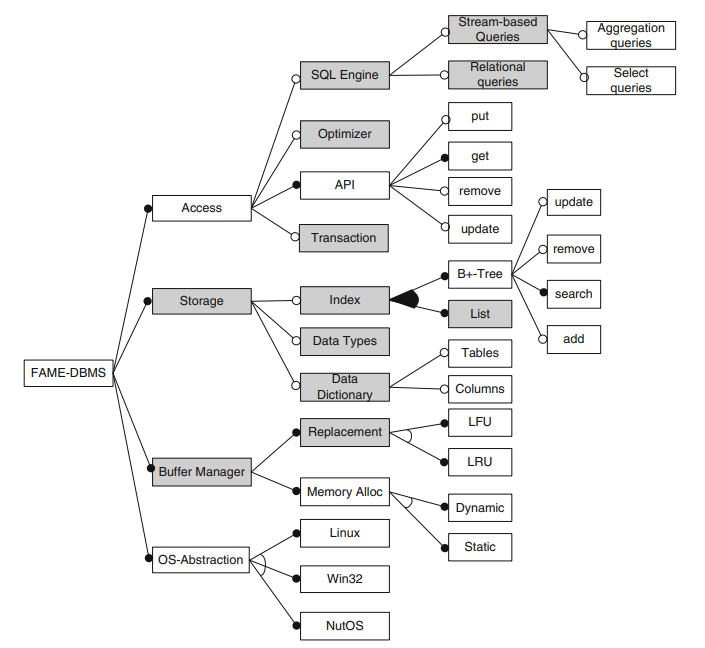 Stream-based
Queries
Aggregation
queries
SQL Engine
Relational
queries
Select
queries
put
Optimizer
get
API
remove
update
Access
update
Transaction
remove
B+-Tree
search
Storage
Index
List
add
Data Types
Tables
FAME-DBMS
Data
Dictionary
Columns
LFU
Replacement
LRU
Buffer Manager
Memory Alloc
Dynamic
Linux
Static
OS-Abstraction
Win32
NutOS